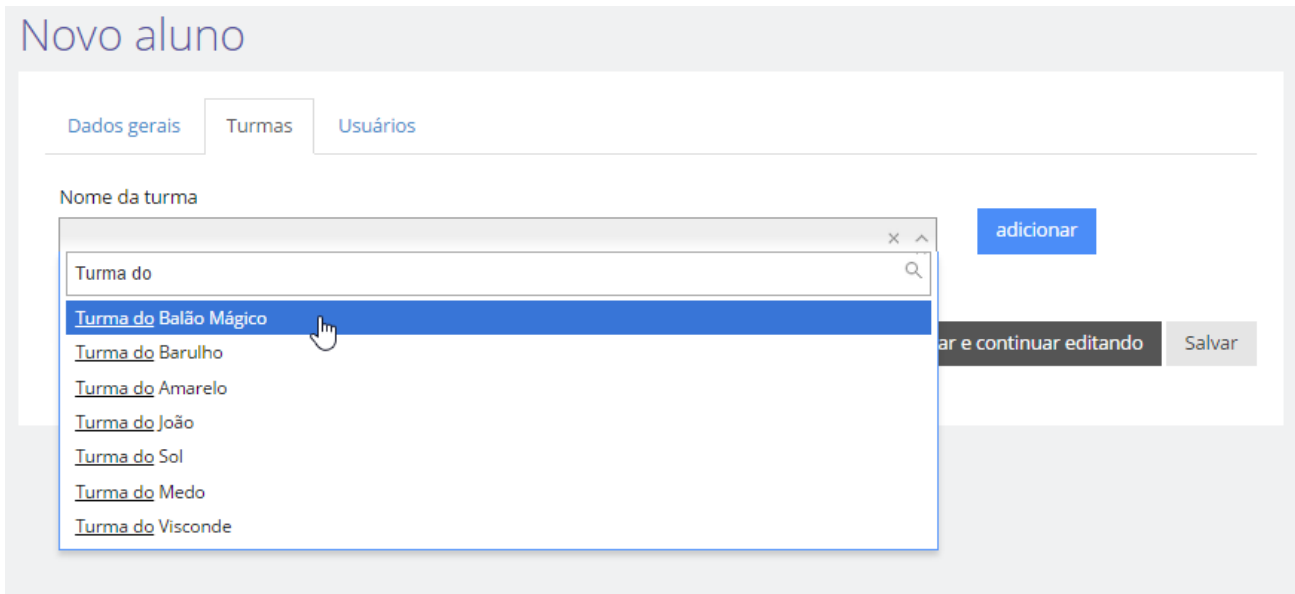 Novo aluno
Dados gerais Turmas Usuários
Nome da turma
adicionar
Turma do
Turma do Balão Mágico
ar e continuar editando Salvar
Turma do Barulho
Turma do Amarelo
Turma do João
Turma do Sol
Turma do Medo
Turma do Visconde